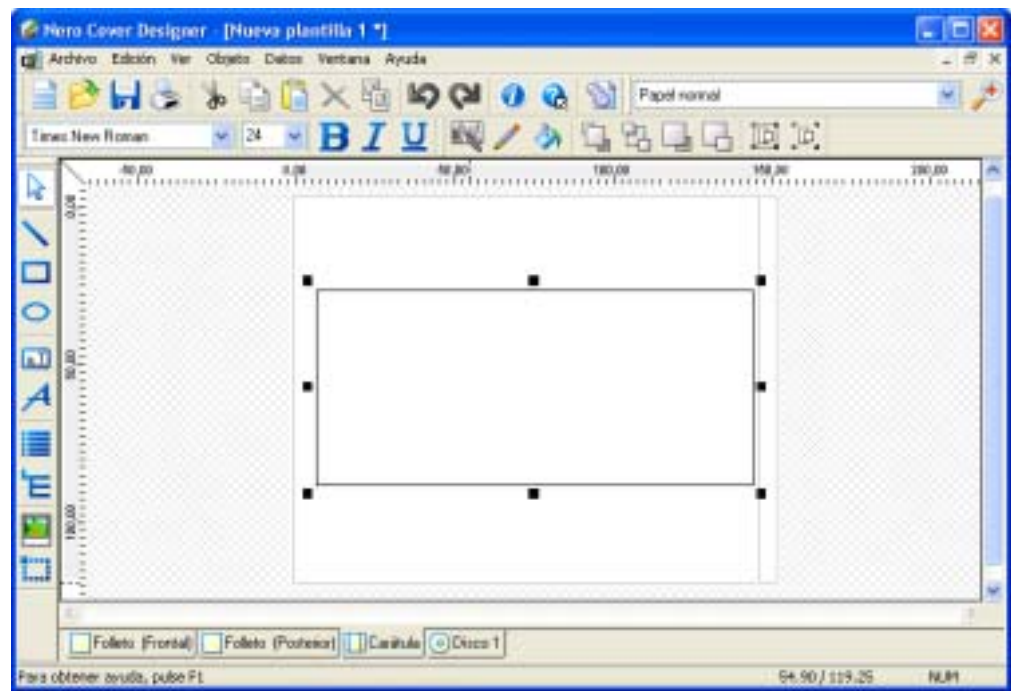 Nero Cover Designer - [Nueva plantilla 1 *]
Archivo Edición Ver Objeto Datos Ventana Ayuda
Papel normal
Times New Roman 24 B I U
-50,00 0,00 50,00 100,00 150,00 200,00
0,00
50,00
100,00
Folleto (Frontal) Folleto (Posterior) Carátula Disco 1
Para obtener ayuda, pulse F1 54.90 / 119.25 NUM